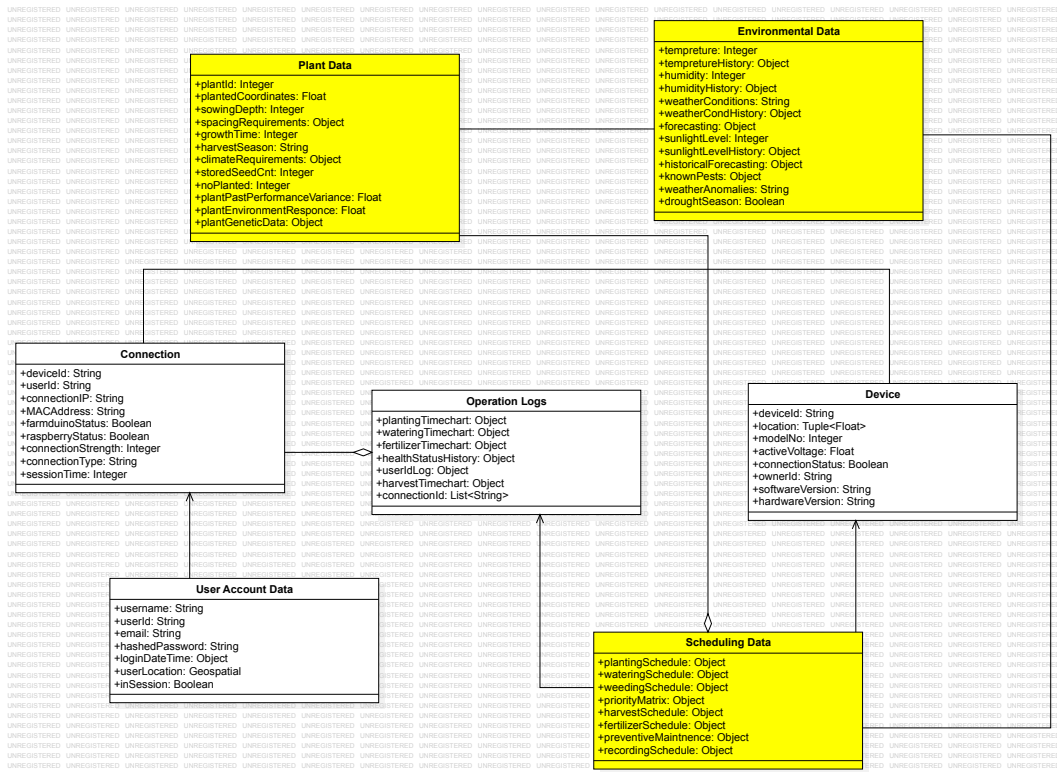 Environmental Data
+tempreture: Integer
+tempretureHistory: Object
+humidity: Integer
+humidityHistory: Object
+weatherConditions: String
+weatherCondHistory: Object
+forecasting: Object
+sunlightLevel: Integer
+sunlightLevelHistory: Object
+historicalForecasting: Object
+knownPests: Object
+weatherAnomalies: String
+droughtSeason: Boolean
Plant Data
+plantId: Integer
+plantedCoordinates: Float
+sowingDepth: Integer
+spacingRequirements: Object
+growthTime: Integer
+harvestSeason: String
+climateRequirements: Object
+storedSeedCnt: Integer
+noPlanted: Integer
+plantPastPerformanceVariance: Float
+plantEnvironmentResponce: Float
+plantGeneticData: Object
Connection
+deviceId: String
+userId: String
+connectionIP: String
+MACAddress: String
+farmduinoStatus: Boolean
+raspberryStatus: Boolean
+connectionStrength: Integer
+connectionType: String
+sessionTime: Integer
Operation Logs
+plantingTimechart: Object
+wateringTimechart: Object
+fertilizerTimechart: Object
+healthStatusHistory: Object
+userIdLog: Object
+harvestTimechart: Object
+connectionId: List<String>
Device
+deviceId: String
+location: Tuple<Float>
+modelNo: Integer
+activeVoltage: Float
+connectionStatus: Boolean
+ownerId: String
+softwareVersion: String
+hardwareVersion: String
User Account Data
+username: String
+userId: String
+email: String
+hashedPassword: String
+loginDateTime: Object
+userLocation: Geospatial
+inSession: Boolean
Scheduling Data
+plantingSchedule: Object
+wateringSchedule: Object
+weedingSchedule: Object
+priorityMatrix: Object
+harvestSchedule: Object
+fertilizerSchedule: Object
+preventiveMaintnence: Object
+recordingSchedule: Object
UNREGISTERED